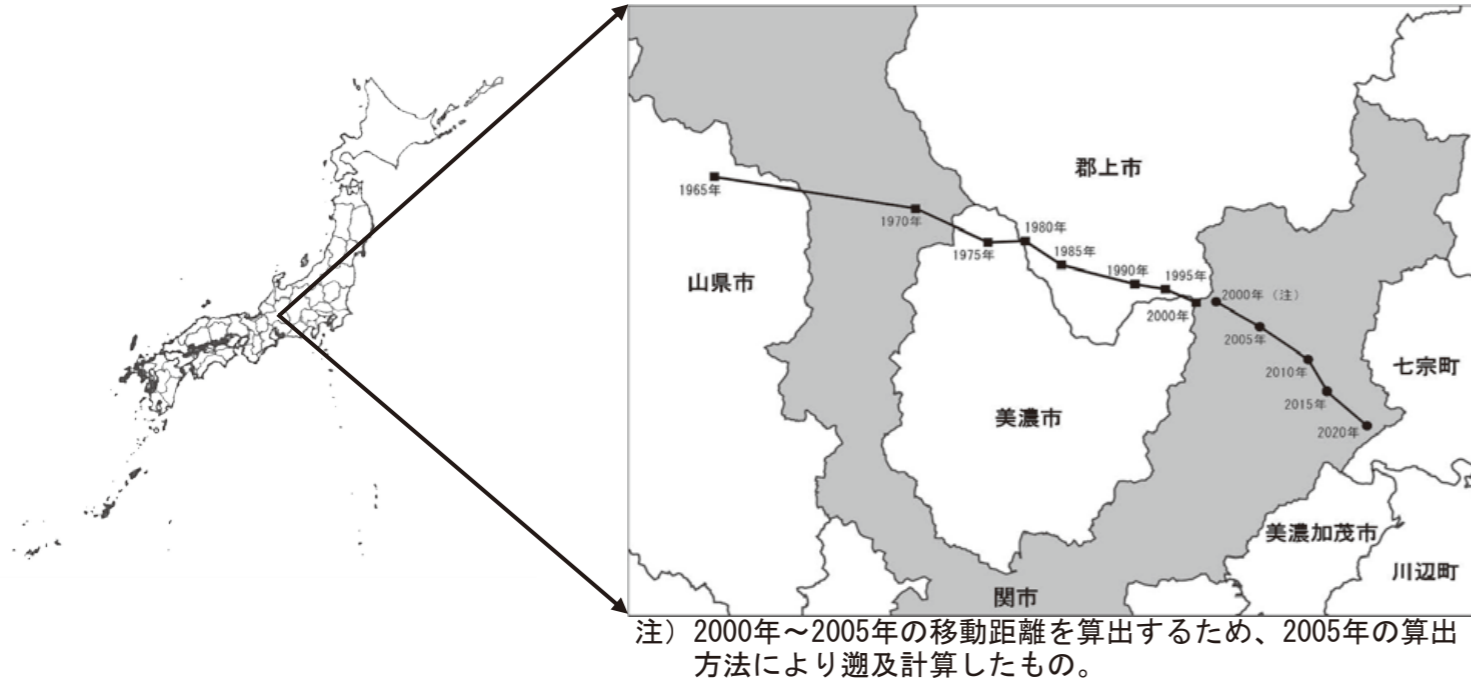 郡上市
1965年
1970年
1980年
1975年
1985年
1990年
1995年
山県市
2000年
2000年（注）
2005年
2010年
七宗町
2015年
美濃市
2020年
美濃加茂市
川辺町
関市
注）2000年～2005年の移動距離を算出するため、2005年の算出
方法により遡及計算したもの。